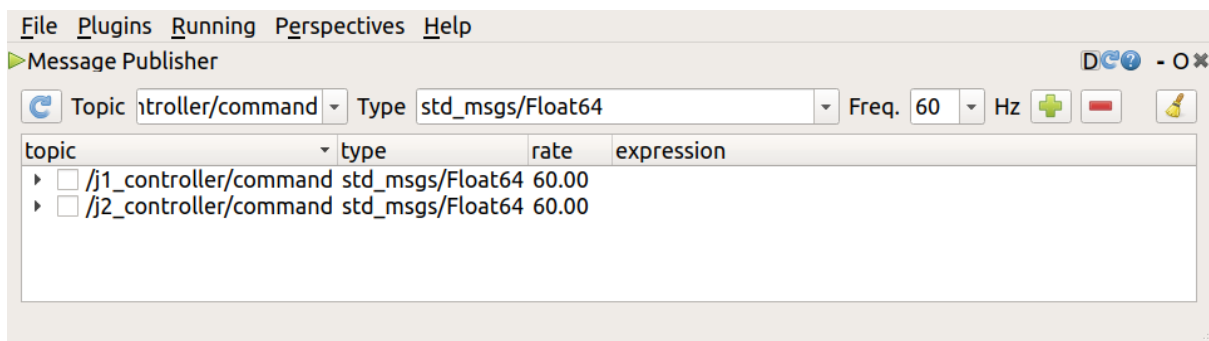 File Plugins Running Perspectives Help
Message Publisher D - O
Topic ntroller/command Type std_msgs/Float64 Freq. 60 Hz
topic type rate expression
/j1_controller/command std_msgs/Float64 60.00
/j2_controller/command std_msgs/Float64 60.00